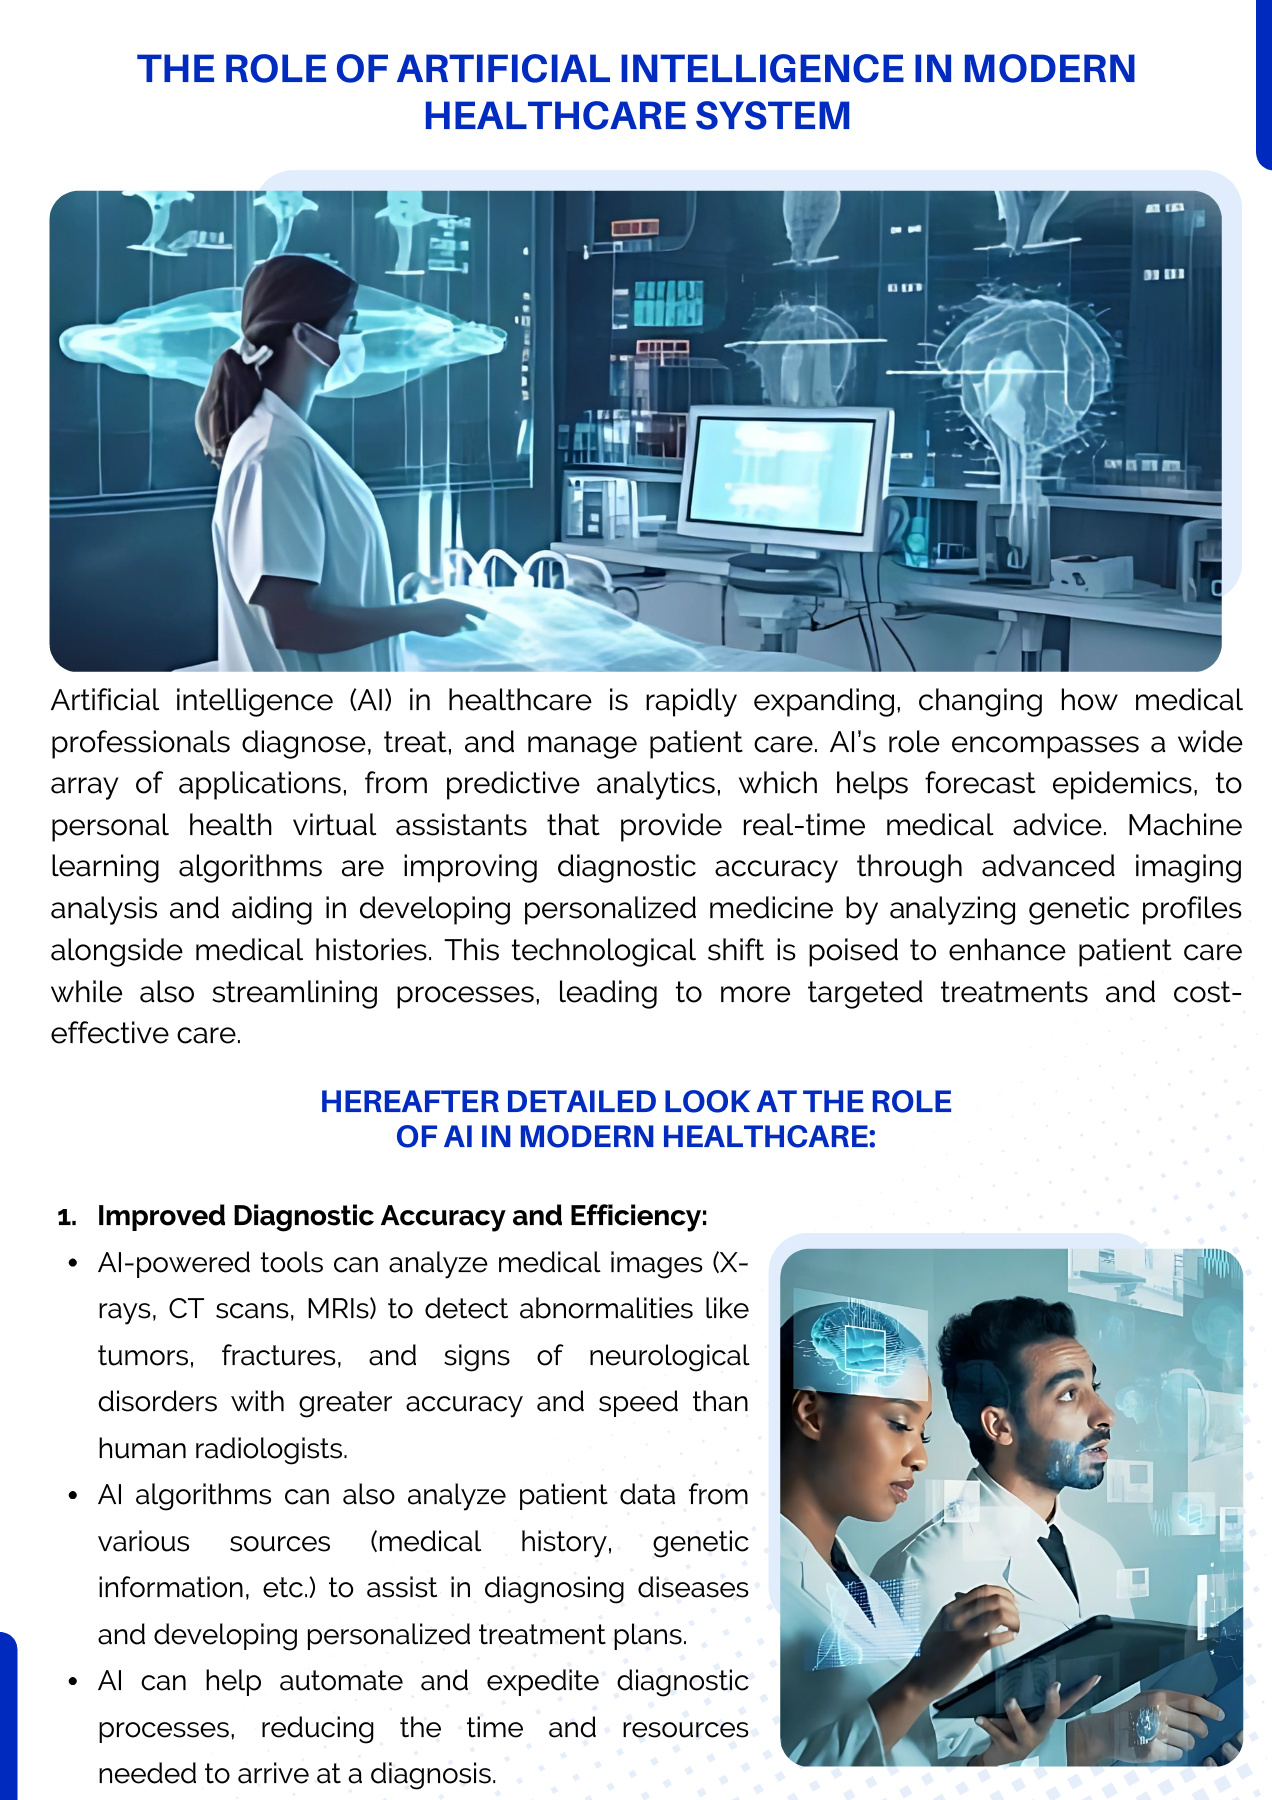 THE ROLE OF ARTIFICIAL INTELLIGENCE IN MODERN
HEALTHCARE SYSTEM
Artificial intelligence (AI) in healthcare is rapidly expanding, changing how medical
professionals diagnose, treat, and manage patient care. AI’s role encompasses a wide
array of applications, from predictive analytics, which helps forecast epidemics, to
personal health virtual assistants that provide real-time medical advice. Machine
learning algorithms are improving diagnostic accuracy through advanced imaging
analysis and aiding in developing personalized medicine by analyzing genetic profiles
alongside medical histories. This technological shift is poised to enhance patient care
while also streamlining processes, leading to more targeted treatments and cost-
effective care.
HEREAFTER DETAILED LOOK AT THE ROLE
OF AI IN MODERN HEALTHCARE:
1. Improved Diagnostic Accuracy and Efficiency:
• AI-powered tools can analyze medical images (X-
rays, CT scans, MRIs) to detect abnormalities like
tumors, fractures, and signs of neurological
disorders with greater accuracy and speed than
human radiologists.
• AI algorithms can also analyze patient data from
various sources (medical history, genetic
information, etc.) to assist in diagnosing diseases
and developing personalized treatment plans.
• AI can help automate and expedite diagnostic
processes, reducing the time and resources
needed to arrive at a diagnosis.